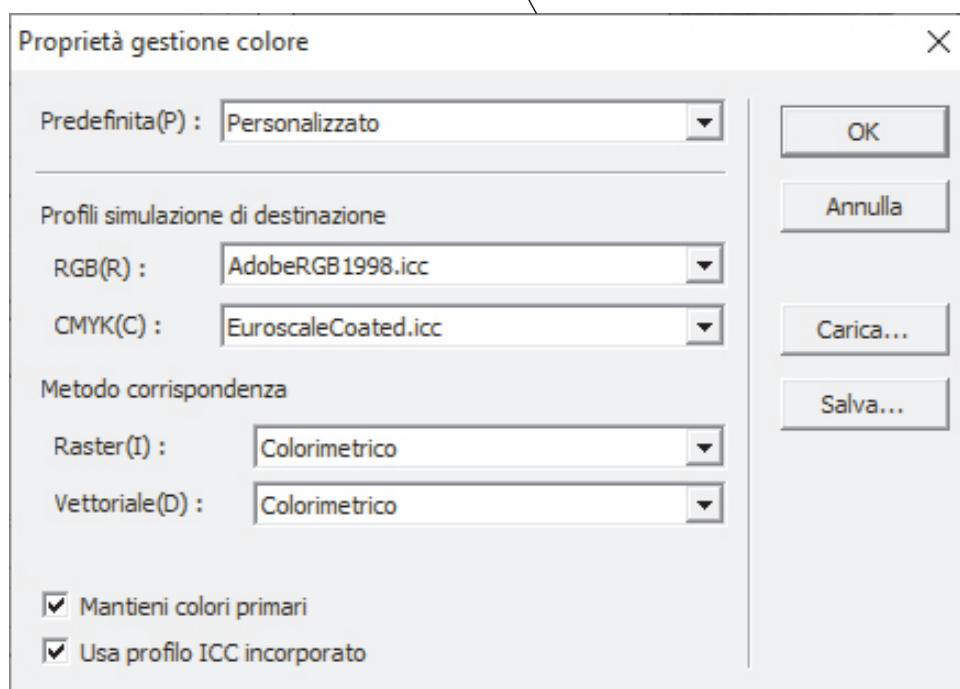 Proprietà gestione colore
Predefinita(P) : Personalizzato
OK
Annulla
Profili simulazione di destinazione
RGB(R) : AdobeRGB1998.icc
CMYK(C) : EuroscaleCoated.icc
Carica...
Metodo corrispondenza
Salva...
Raster(I) : Colorimetrico
Vettoriale(D) : Colorimetrico
Mantieni colori primari
Usa profilo ICC incorporato